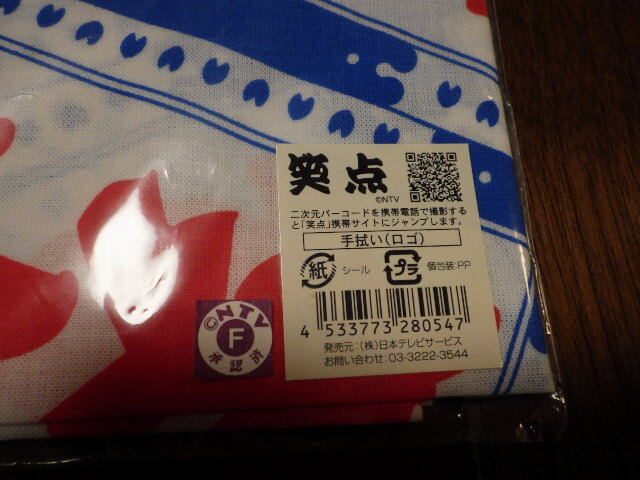 笑点
©NTV
二次元バーコードを携帯電話で撮影する
と「笑点」携帯サイトにジャンプします。
手拭い(ロゴ)
紙 シール プラ 個包装:PP
4 533773 280547
発売元:(株)日本テレビサービス
お問い合わせ:03-3222-3544
©NTV
F
承認済